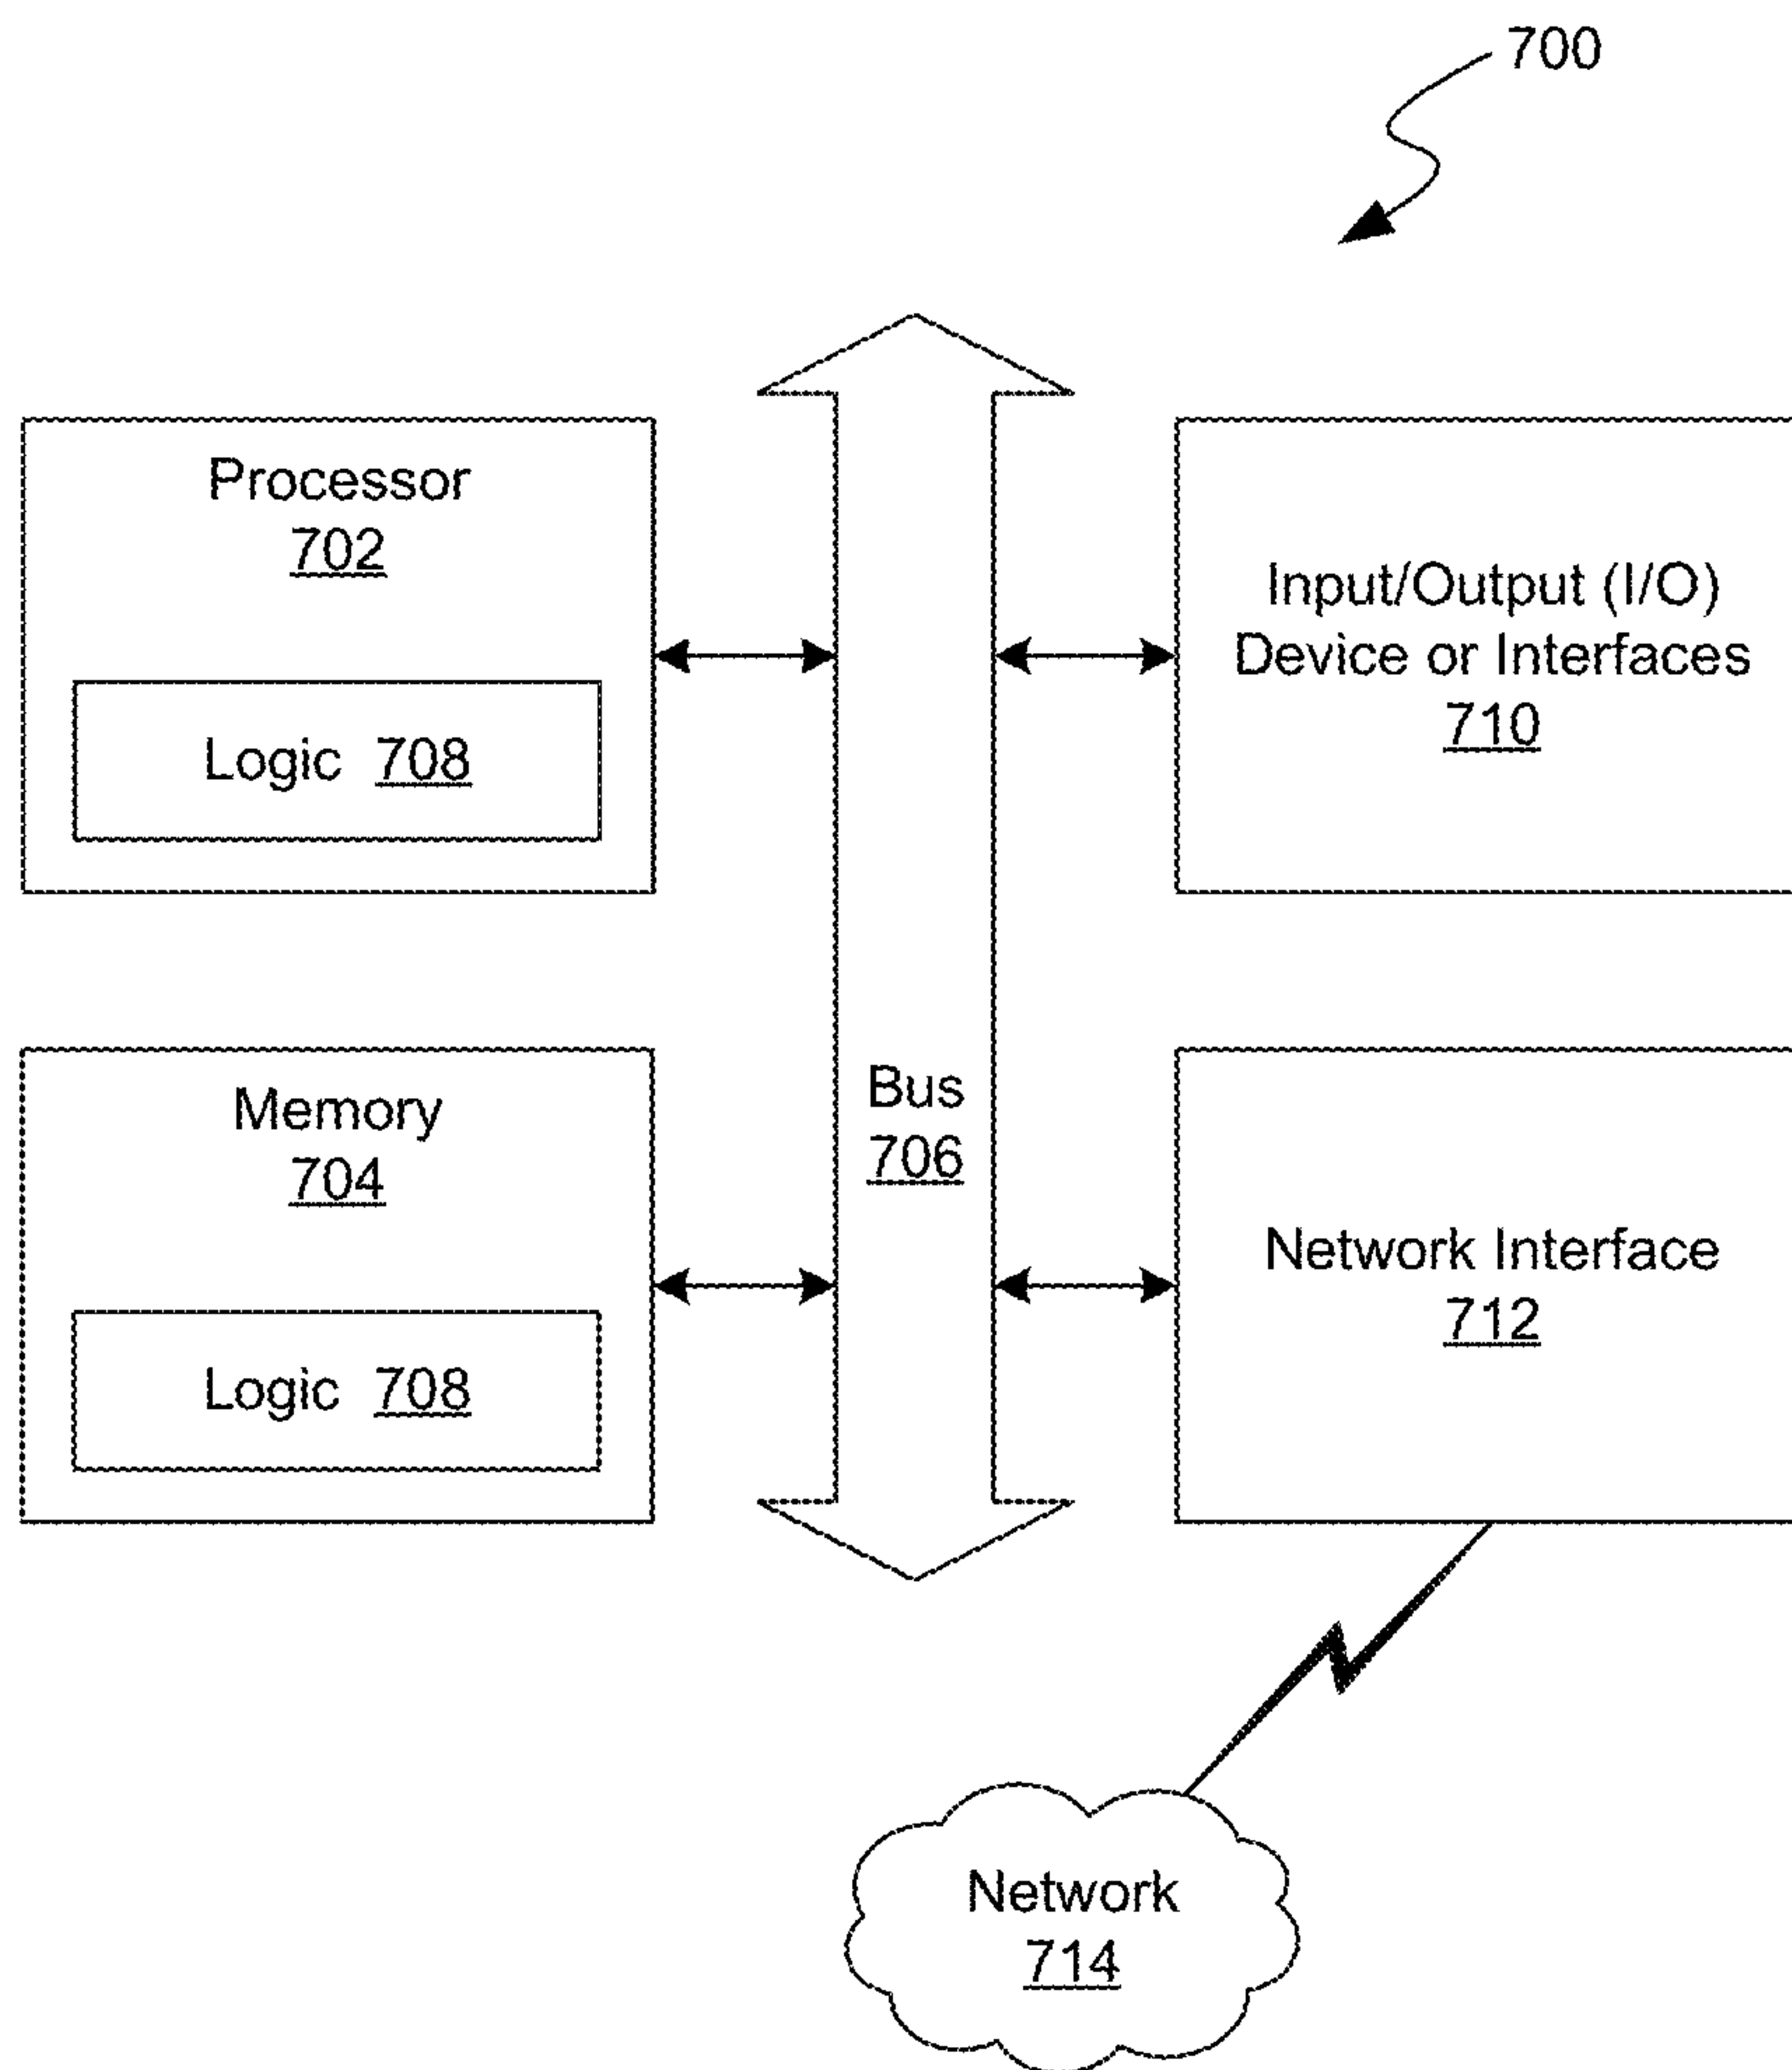 700
Processor
702
Logic 708
Input/Output (I/O)
Device or Interfaces
710
Memory
704
Logic 708
Bus
706
Network Interface
712
Network
714